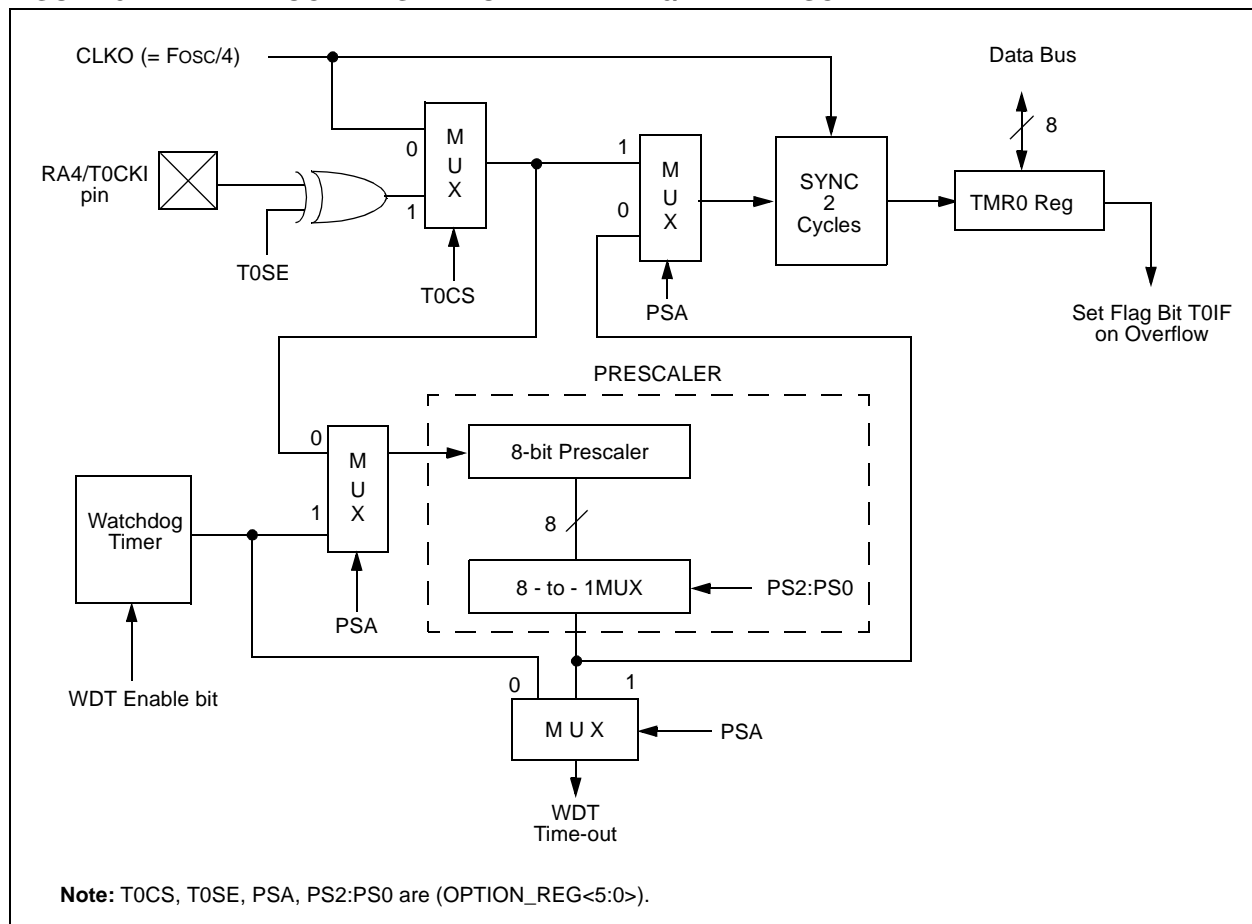 CLKO (= FOSC/4)
Data Bus
8
M
U
X
0
1
RA4/T0CKI
pin
T0SE
T0CS
1
0
M
U
X
PSA
SYNC
2
Cycles
TMR0 Reg
Set Flag Bit T0IF
on Overflow
PRESCALER
0
1
M
U
X
8-bit Prescaler
8
Watchdog
Timer
8 - to - 1MUX
PS2:PS0
PSA
WDT Enable bit
0
1
M U X
PSA
WDT
Time-out
Note: T0CS, T0SE, PSA, PS2:PS0 are (OPTION_REG<5:0>).